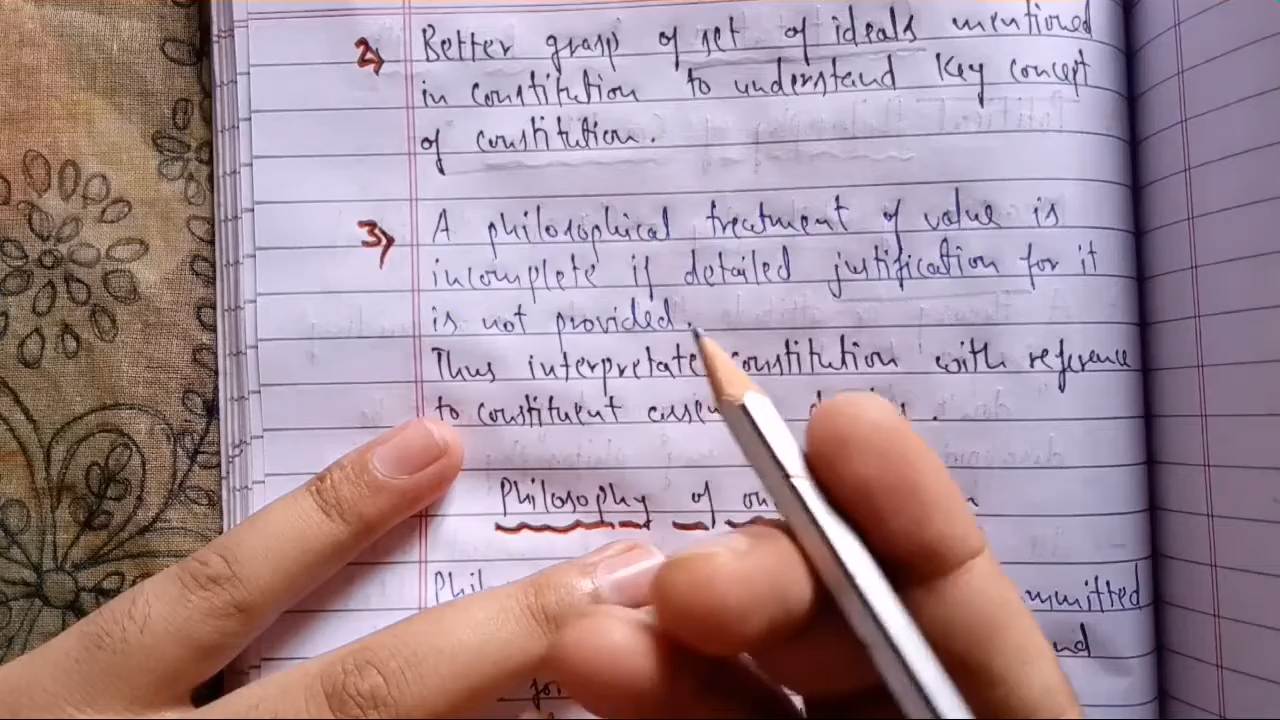 2) Better grasp of set of ideals mentioned
in constitution to understand key concept
of constitution.
3) A philosophical treatment of value is
incomplete if detailed justification for it
is not provided.
Thus interpretate constitution with reference
to constituent
Philosophy of
mmitted